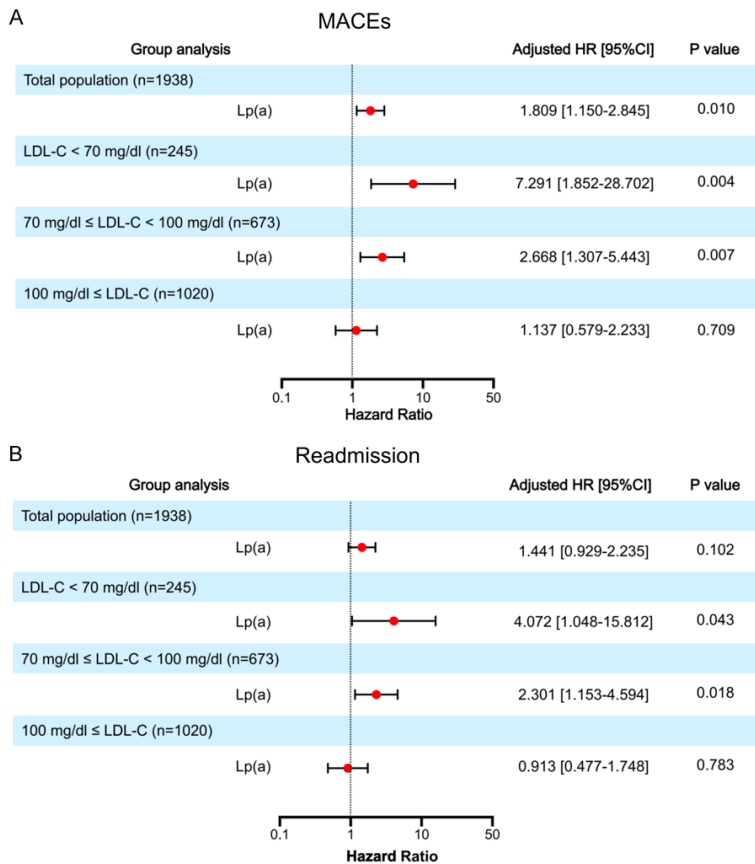 A
MACEs
Group analysis Adjusted HR [95%CI] P value
Total population (n=1938)
Lp(a) 1.809 [1.150-2.845] 0.010
LDL-C < 70 mg/dl (n=245)
Lp(a) 7.291 [1.852-28.702] 0.004
70 mg/dl ≤ LDL-C < 100 mg/dl (n=673)
Lp(a) 2.668 [1.307-5.443] 0.007
100 mg/dl ≤ LDL-C (n=1020)
Lp(a) 1.137 [0.579-2.233] 0.709
0.1 1 10 50
Hazard Ratio
B
Readmission
Group analysis Adjusted HR [95%CI] P value
Total population (n=1938)
Lp(a) 1.441 [0.929-2.235] 0.102
LDL-C < 70 mg/dl (n=245)
Lp(a) 4.072 [1.048-15.812] 0.043
70 mg/dl ≤ LDL-C < 100 mg/dl (n=673)
Lp(a) 2.301 [1.153-4.594] 0.018
100 mg/dl ≤ LDL-C (n=1020)
Lp(a) 0.913 [0.477-1.748] 0.783
0.1 1 10 50
Hazard Ratio